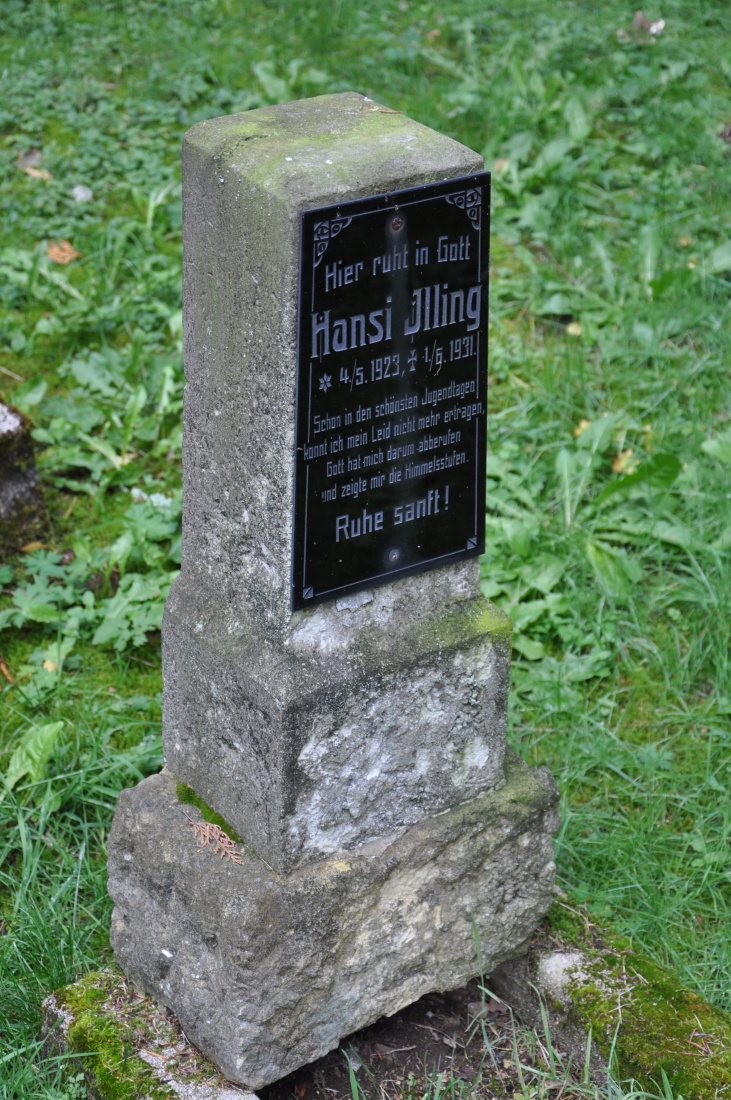 Hier ruht in Gott
Hansi Illing
* 4/5. 1923, ✝ 1/6. 1931.
Schon in den schönsten Jugendtagen
konnt ich mein Leid nicht mehr ertragen,
Gott hat mich darum abberufen
und zeigte mir die Himmelsstufen.
Ruhe sanft!